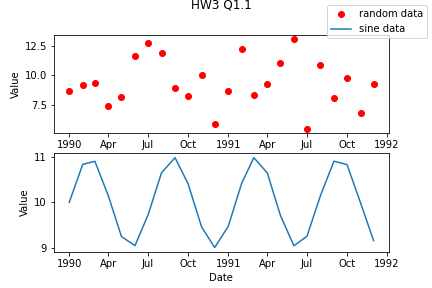 HW3 Q1.1
random data
sine data
12.5
10.0
7.5
Value
1990 Apr Jul Oct 1991 Apr Jul Oct 1992
11
10
9
Value
1990 Apr Jul Oct 1991 Apr Jul Oct 1992
Date